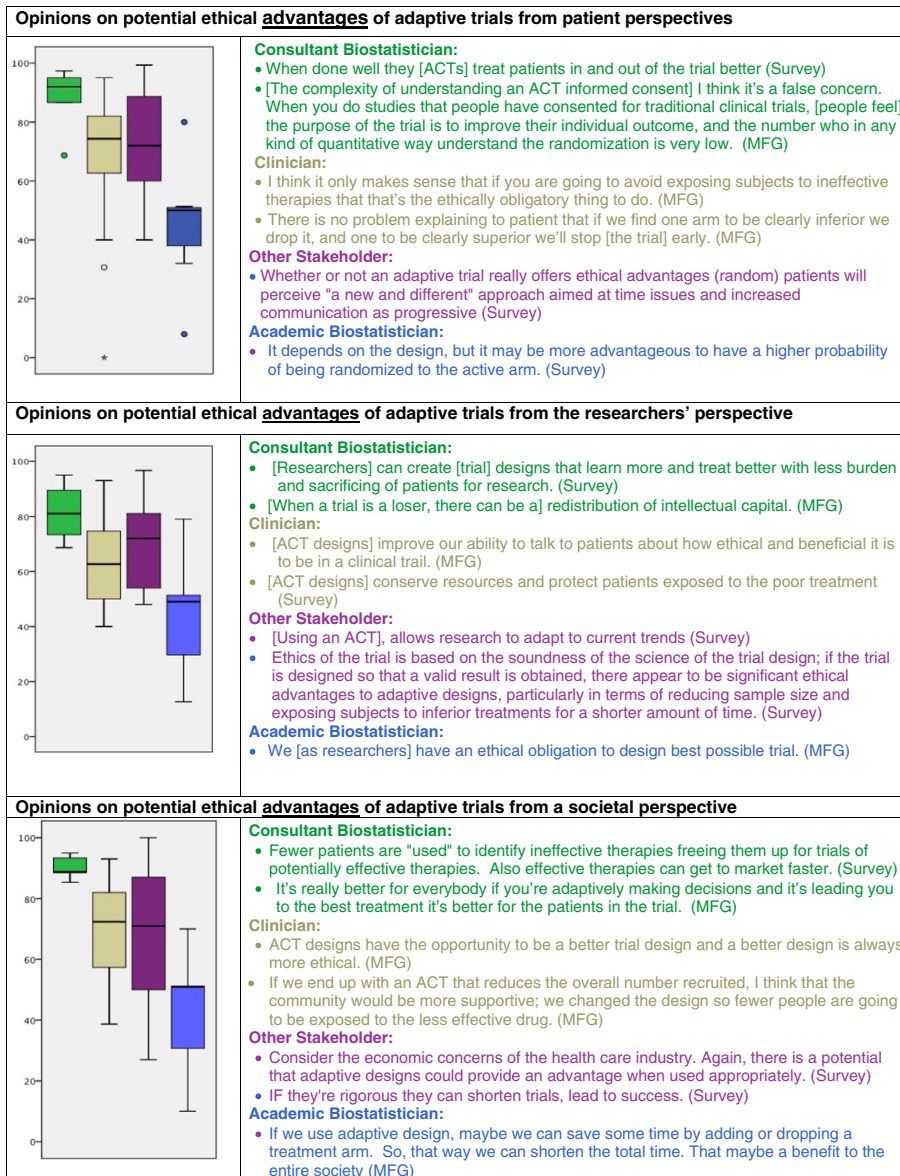 Opinions on potential ethical advantages of adaptive trials from patient perspectives
100
80
60
40
20
0
*
Consultant Biostatistician:
• When done well they [ACTs] treat patients in and out of the trial better (Survey)
• [The complexity of understanding an ACT informed consent] I think it's a false concern.
When you do studies that people have consented for traditional clinical trials, [people feel]
the purpose of the trial is to improve their individual outcome, and the number who in any
kind of quantitative way understand the randomization is very low. (MFG)
Clinician:
• I think it only makes sense that if you are going to avoid exposing subjects to ineffective
therapies that that's the ethically obligatory thing to do. (MFG)
• There is no problem explaining to patient that if we find one arm to be clearly inferior we
drop it, and one to be clearly superior we'll stop [the trial] early. (MFG)
Other Stakeholder:
• Whether or not an adaptive trial really offers ethical advantages (random) patients will
perceive "a new and different" approach aimed at time issues and increased
communication as progressive (Survey)
Academic Biostatistician:
• It depends on the design, but it may be more advantageous to have a higher probability
of being randomized to the active arm. (Survey)
Opinions on potential ethical advantages of adaptive trials from the researchers' perspective
100
80
60
40
20
0
Consultant Biostatistician:
• [Researchers] can create [trial] designs that learn more and treat better with less burden
and sacrificing of patients for research. (Survey)
• [When a trial is a loser, there can be a] redistribution of intellectual capital. (MFG)
Clinician:
• [ACT designs] improve our ability to talk to patients about how ethical and beneficial it is
to be in a clinical trail. (MFG)
• [ACT designs] conserve resources and protect patients exposed to the poor treatment
(Survey)
Other Stakeholder:
• [Using an ACT], allows research to adapt to current trends (Survey)
• Ethics of the trial is based on the soundness of the science of the trial design; if the trial
is designed so that a valid result is obtained, there appear to be significant ethical
advantages to adaptive designs, particularly in terms of reducing sample size and
exposing subjects to inferior treatments for a shorter amount of time. (Survey)
Academic Biostatistician:
• We [as researchers] have an ethical obligation to design best possible trial. (MFG)
Opinions on potential ethical advantages of adaptive trials from a societal perspective
100
80
60
40
20
0
Consultant Biostatistician:
• Fewer patients are "used" to identify ineffective therapies freeing them up for trials of
potentially effective therapies. Also effective therapies can get to market faster. (Survey)
• It's really better for everybody if you're adaptively making decisions and it's leading you
to the best treatment it's better for the patients in the trial. (MFG)
Clinician:
• ACT designs have the opportunity to be a better trial design and a better design is always
more ethical. (MFG)
• If we end up with an ACT that reduces the overall number recruited, I think that the
community would be more supportive; we changed the design so fewer people are going
to be exposed to the less effective drug. (MFG)
Other Stakeholder:
• Consider the economic concerns of the health care industry. Again, there is a potential
that adaptive designs could provide an advantage when used appropriately. (Survey)
• IF they're rigorous they can shorten trials, lead to success. (Survey)
Academic Biostatistician:
• If we use adaptive design, maybe we can save some time by adding or dropping a
treatment arm. So, that way we can shorten the total time. That maybe a benefit to the
entire society (MFG)